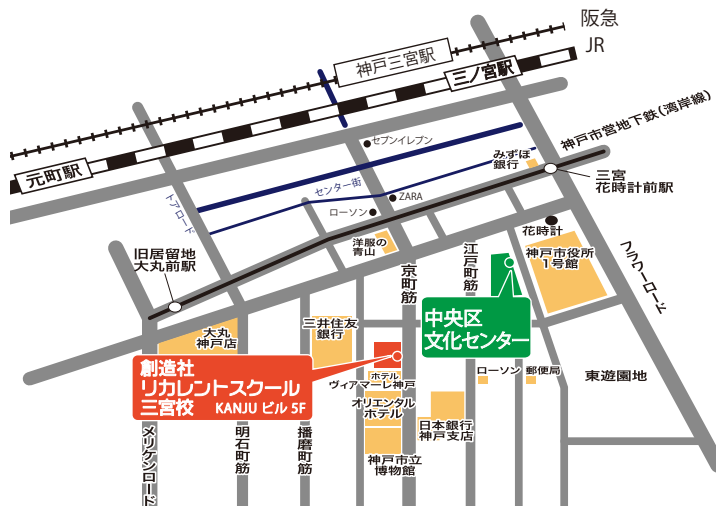 阪急
JR
神戸三宮駅
三ノ宮駅
元町駅
神戸市営地下鉄(湾岸線)
セブンイレブン
みずほ
銀行
センター街
トアロード
ZARA
ローソン
三宮
花時計前駅
花時計
洋服の
青山
旧居留地
大丸前駅
神戸市役所
1号館
フラワーロード
京町筋
江戸町筋
中央区
文化センター
大丸
神戸店
三井住友
銀行
創造社
リカレントスクール
三宮校 KANJU ビル 5F
ホテル
ヴィアマーレ神戸
オリエンタル
ホテル
ローソン
郵便局
東遊園地
日本銀行
神戸支店
神戸市立
博物館
メリケンロード
明石町筋
播磨町筋